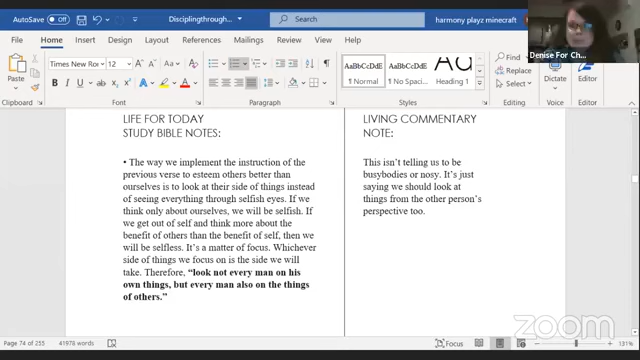 AutoSave
Off
Disciplingthrough...
Search
harmony playz minecraft
File
Home
Insert
Draw
Design
Layout
References
Mailings
Review
View
Help
Denise For Ch...
Paste
Times New Ror
12
AaBbCcDdE
AaBbCcDdE
AaBbCc
¶ Normal
¶ No Spaci...
Heading 1
Find
Replace
Select
Dictate
Editor
Clipboard
Font
Paragraph
Styles
Editing
Voice
Editor
LIFE FOR TODAY
STUDY BIBLE NOTES:
• The way we implement the instruction of the
previous verse to esteem others better than
ourselves is to look at their side of things instead
of seeing everything through selfish eyes. If we
think only about ourselves, we will be selfish. If
we get out of self and think more about the
benefit of others than the benefit of self, then we
will be selfless. It's a matter of focus. Whichever
side of things we focus on is the side we will
take. Therefore, “look not every man on his
own things, but every man also on the things
of others.”
LIVING COMMENTARY
NOTE:
This isn't telling us to be
busybodies or nosy. It's just
saying we should look at
things from the other person's
perspective too.
Page 74 of 255
41978 words
Focus
131%
zoom